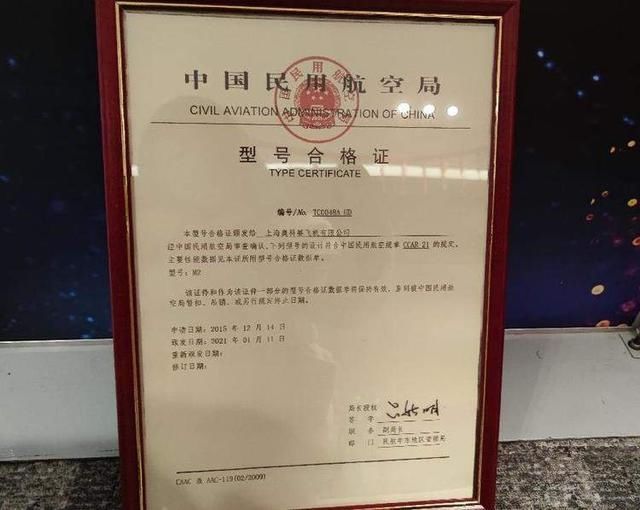 中国民用航空局
CIVIL AVIATION ADMINISTRATION OF CHINA
型号合格证
TYPE CERTIFICATE
编号/No. TC0048A-HD
本型号合格证颁发给:上海奥科赛飞机有限公司
经中国民用航空局审查确认,下列型号的设计符合中国民用航空规章 CCAR 21 的规定,
主要性能数据见本证所附型号合格证数据单。
型号:M2
该证件和作为该证件一部分的型号合格证数据单将保持有效,直到被中国民用航
空局暂扣、吊销,或另行规定终止日期。
申请日期:2015 年 12 月 14 日
颁发日期:2021 年 01 月 11 日
重新颁发日期:
修订日期:
局长授权
签字
职务 副局长
部门 民航华东地区管理局
CAAC 表 AAC-119(02/2009)